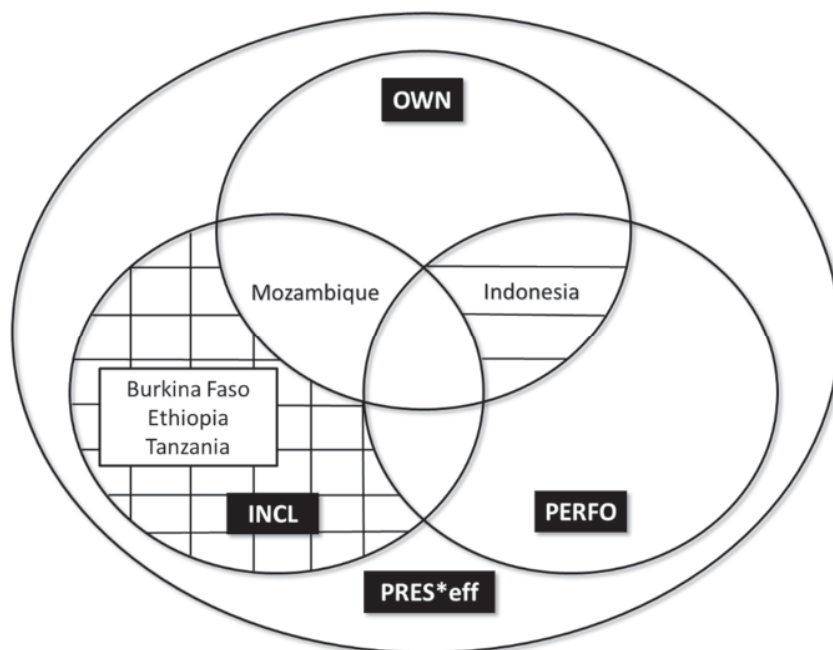 OWN
Mozambique
Indonesia
Burkina Faso
Ethiopia
Tanzania
INCL
PERFO
PRES*eff